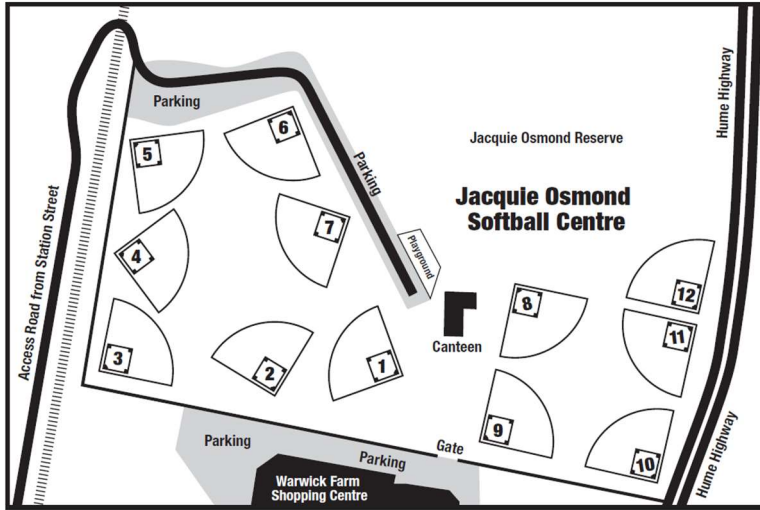 Hume Highway
Parking
6
5
Jacquie Osmond Reserve
Parking
Jacquie Osmond
Softball Centre
7
Playground
4
Access Road from Station Street
12
8
11
Canteen
3
2
1
9
10
Gate
Parking
Parking
Hume Highway
Warwick Farm
Shopping Centre